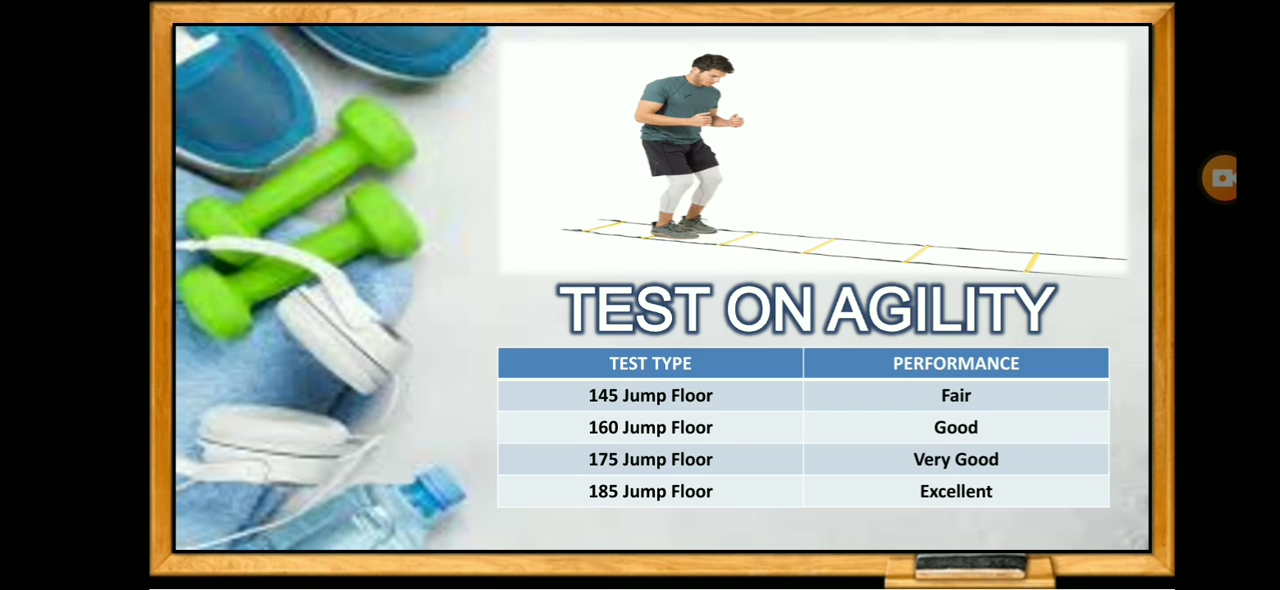 TEST ON AGILITY
TEST TYPE PERFORMANCE
145 Jump Floor Fair
160 Jump Floor Good
175 Jump Floor Very Good
185 Jump Floor Excellent